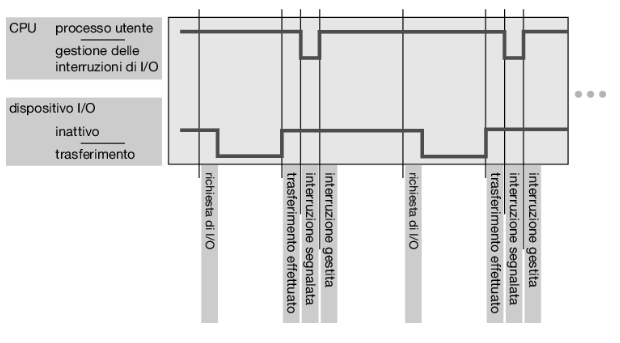 CPU processo utente
gestione delle
interruzioni di I/O
dispositivo I/O
inattivo
trasferimento
richiesta di I/O
trasferimento effettuato
interruzione segnalata
interruzione gestita
richiesta di I/O
trasferimento effettuato
interruzione segnalata
interruzione gestita